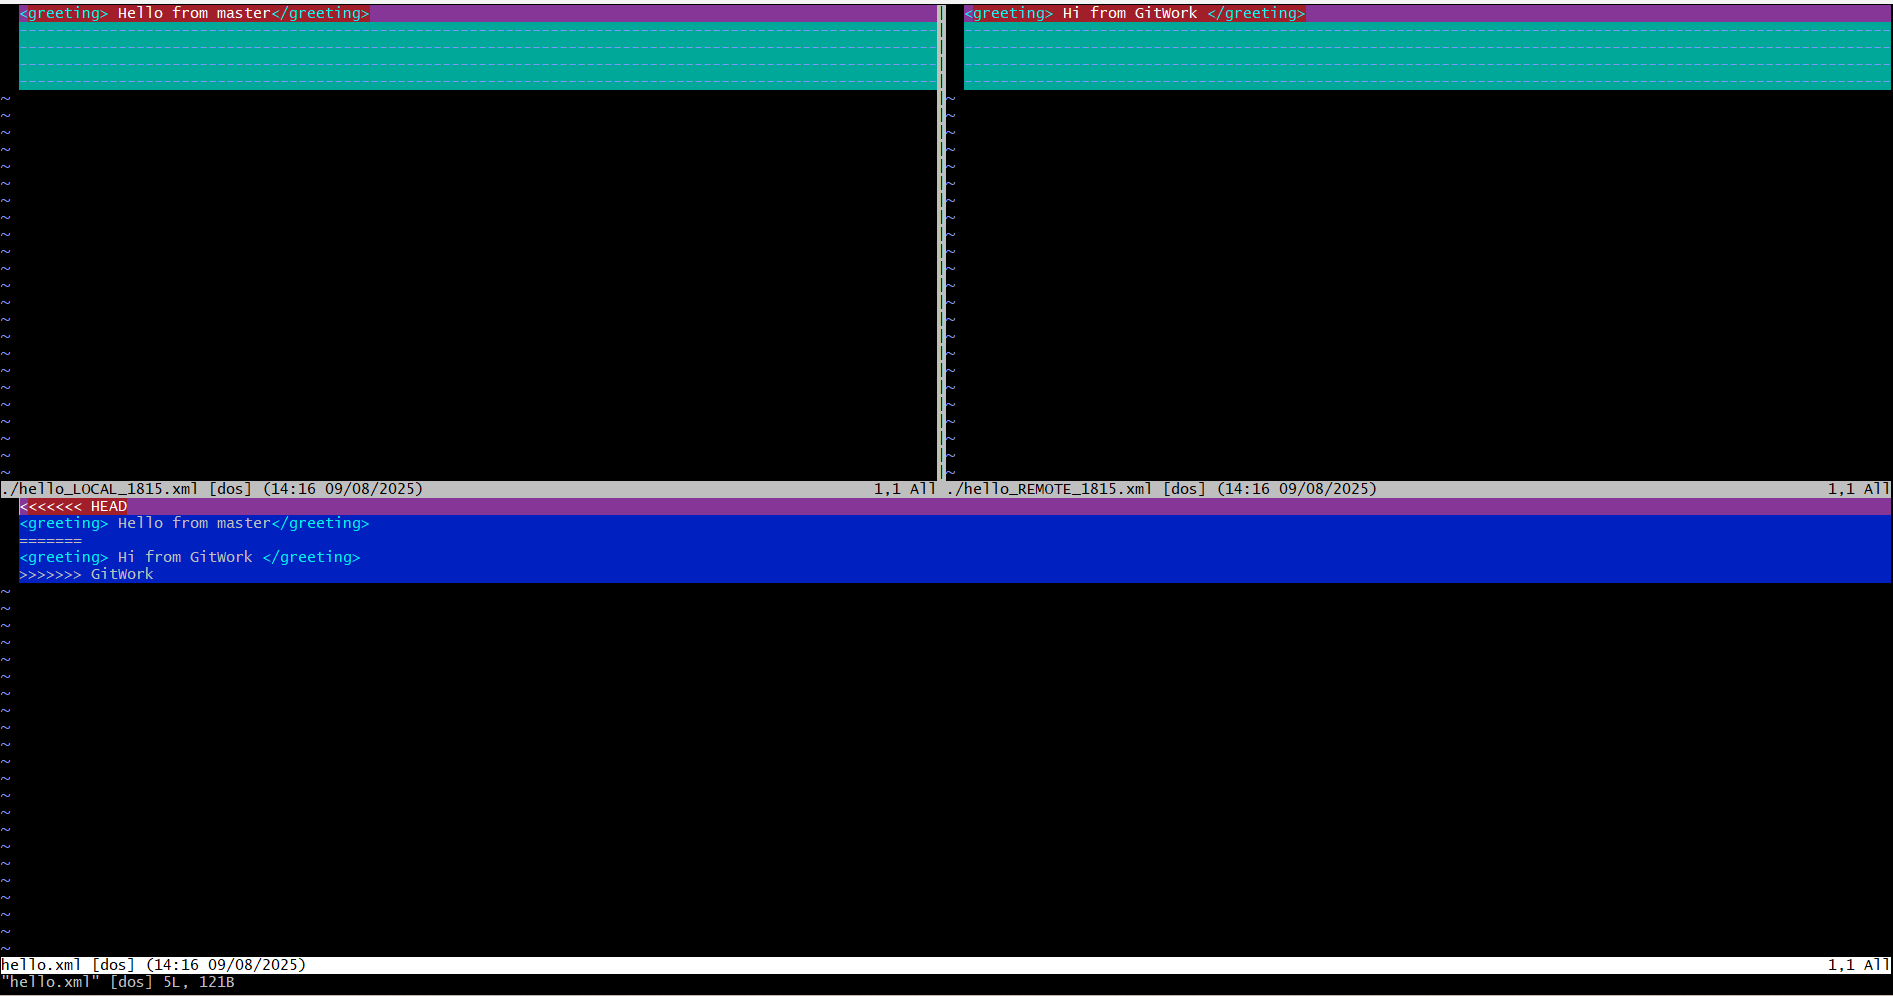 <greeting> Hello from master</greeting>
<greeting> Hi from GitWork </greeting>
./hello_LOCAL_1815.xml [dos] (14:16 09/08/2025) 1,1 All
./hello_REMOTE_1815.xml [dos] (14:16 09/08/2025) 1,1 All
<<<<<<< HEAD
<greeting> Hello from master</greeting>
=======
<greeting> Hi from GitWork </greeting>
>>>>>>> GitWork
hello.xml [dos] (14:16 09/08/2025) 1,1 All
"hello.xml" [dos] 5L, 121B